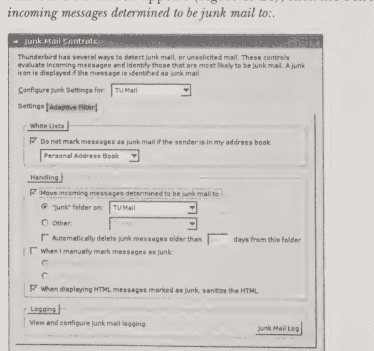 incoming messages determined to be junk mail to:.
Junk Mail Controls
Thunderbird has several ways to detect junk mail, or unsolicited mail. These controls
evaluate incoming messages and identify those that are most likely to be junk mail. A junk
icon is displayed if the message is identified as junk mail.
Configure Junk Settings for: TU Mail
Settings Adaptive Filter
White Lists
Do not mark messages as junk mail if the sender is in my address book:
Personal Address Book
Handling
Move incoming messages determined to be junk mail to:
"Junk" folder on: TU Mail
Other:
Automatically delete junk messages older than days from this folder
When I manually mark messages as Junk:
When displaying HTML messages marked as junk, sanitize the HTML
Logging
View and configure junk mail logging.
Junk Mail Log